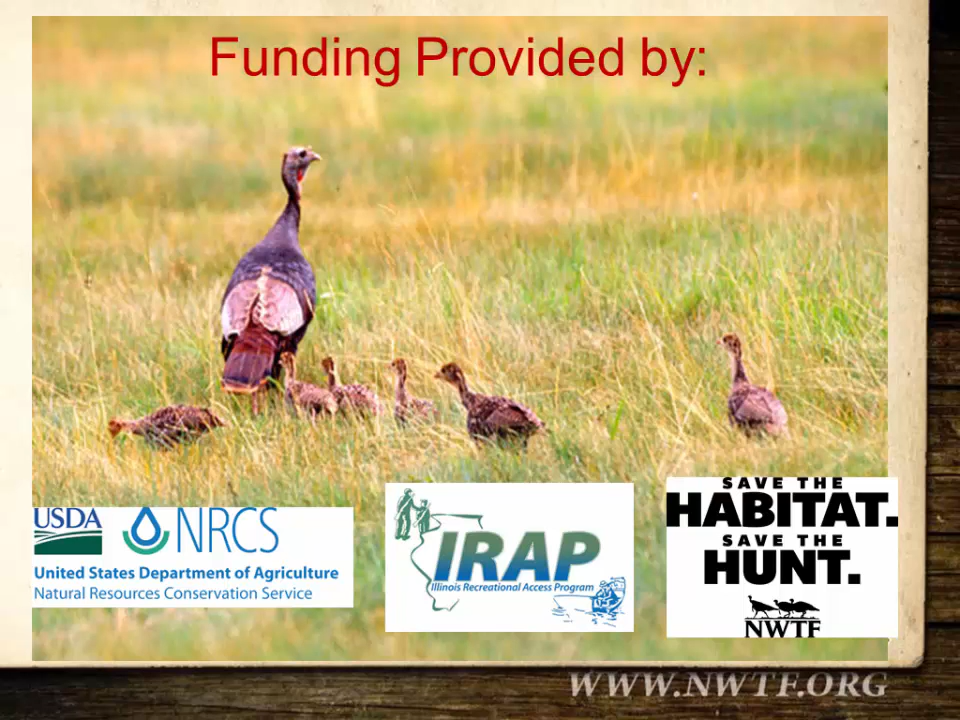 Funding Provided by:
USDA NRCS
United States Department of Agriculture
Natural Resources Conservation Service
IRAP
Illinois Recreational Access Program
SAVE THE
HABITAT.
SAVE THE
HUNT.
NWTF
WWW.NWTF.ORG